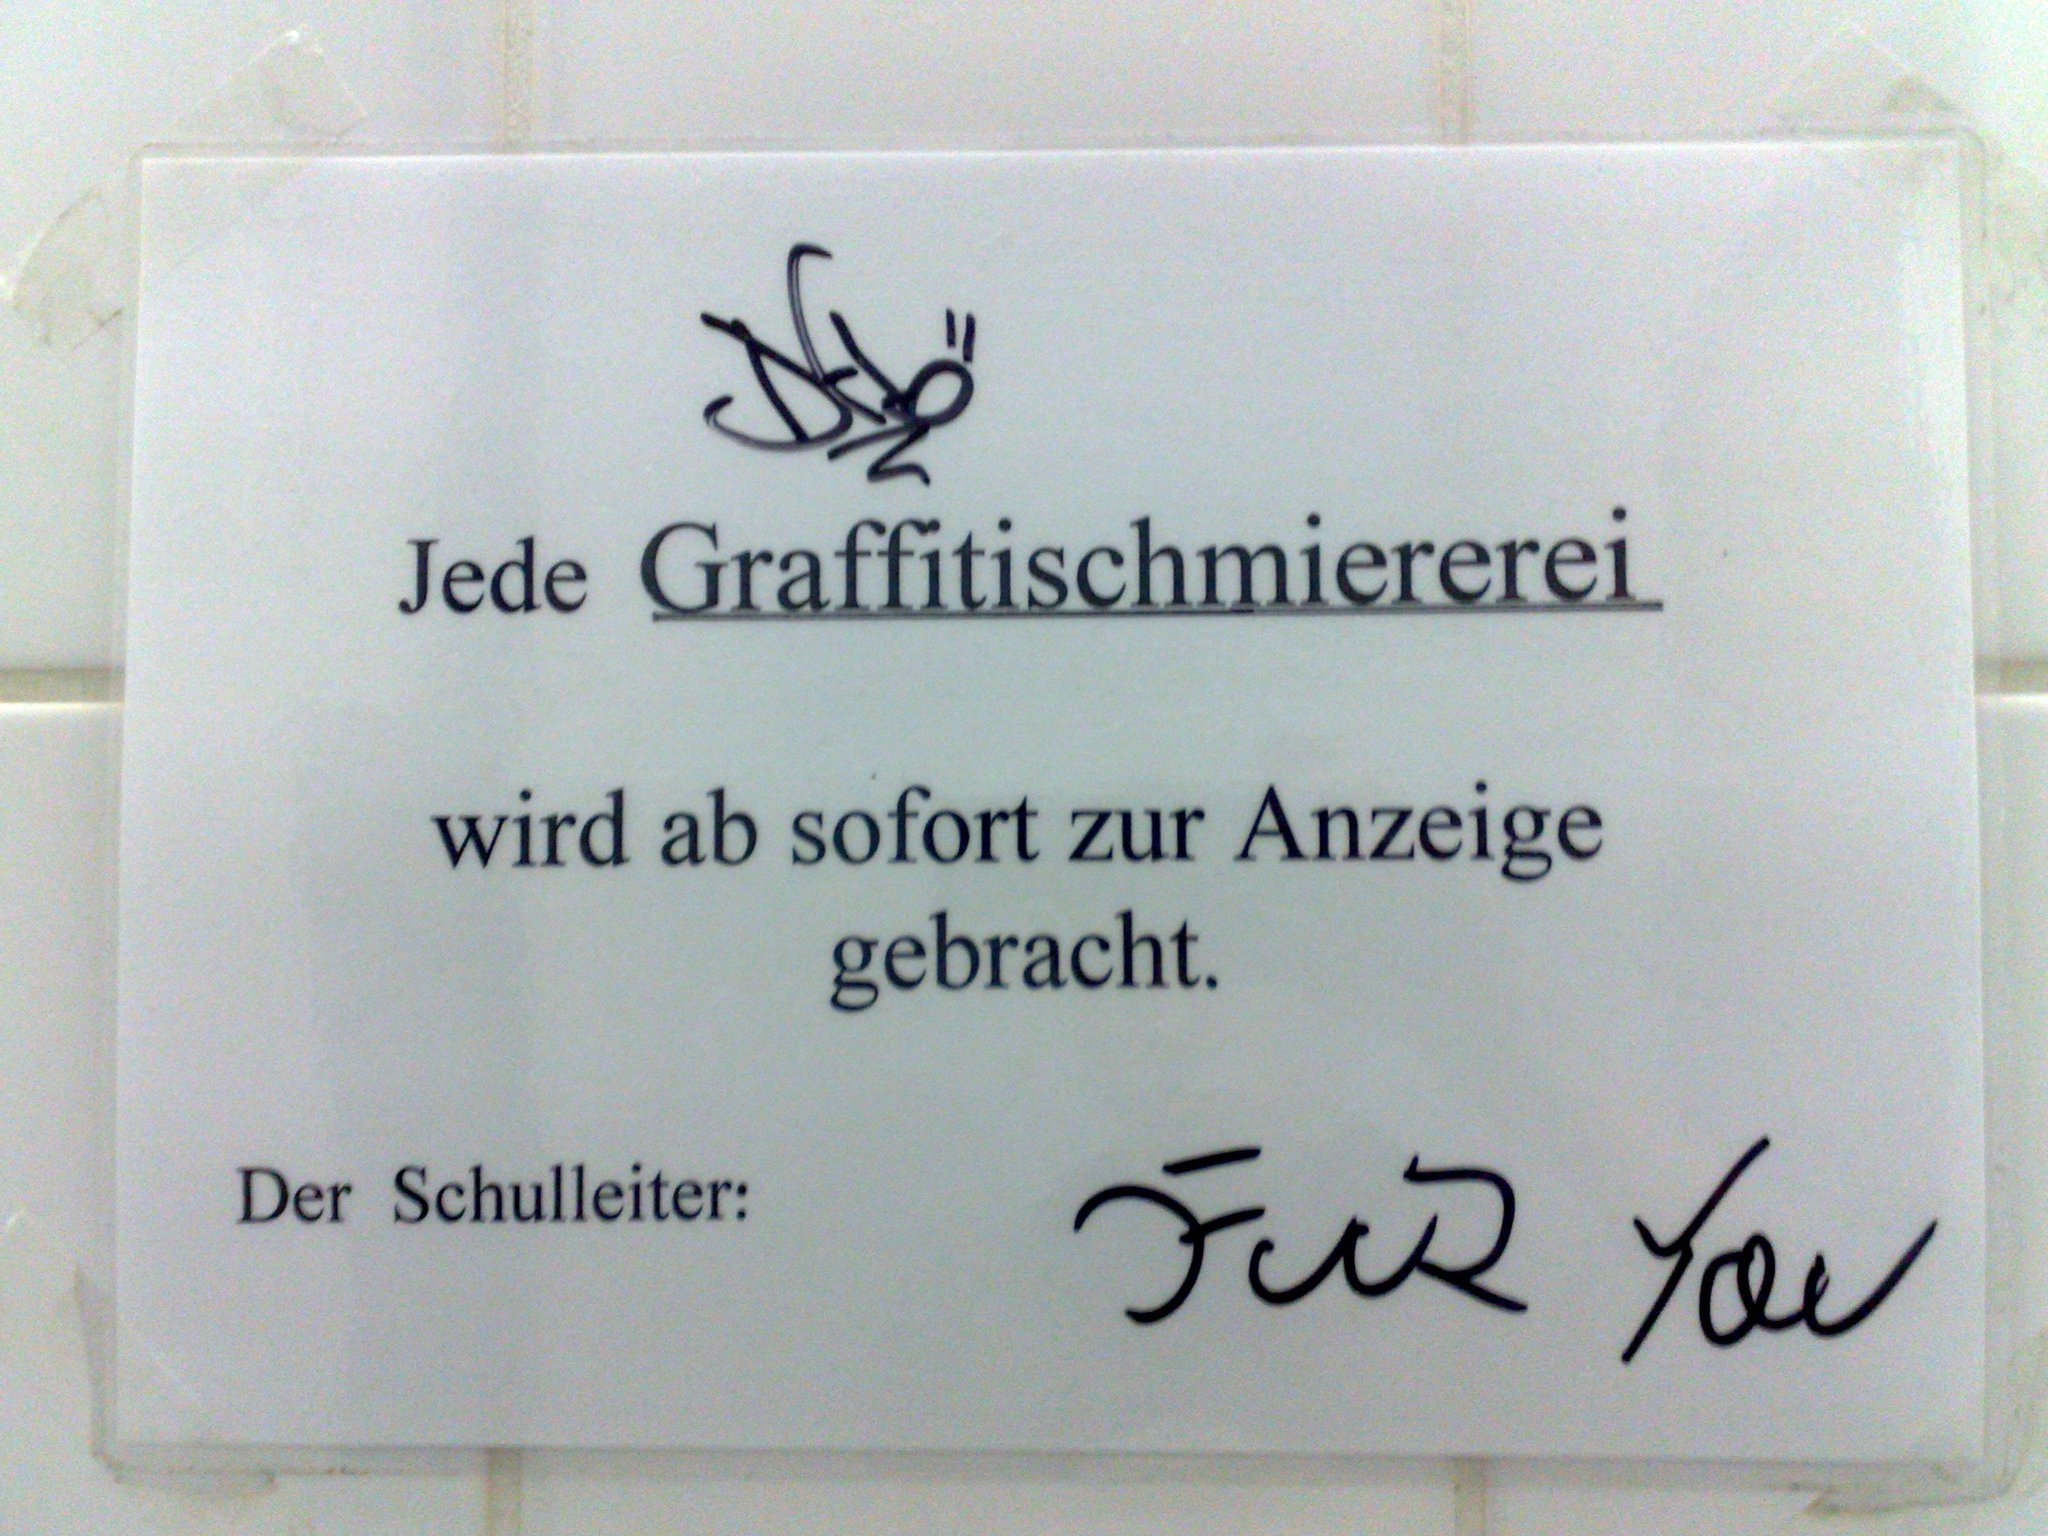 Jede Graffitischmiererei
wird ab sofort zur Anzeige
gebracht.
Der Schulleiter:
You